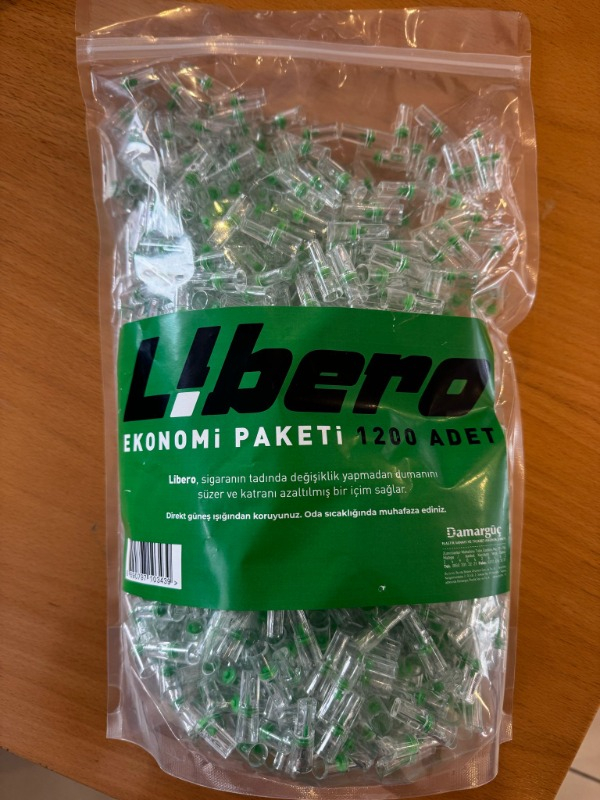 Libero
EKONOMİ PAKETİ 1200 ADET
Libero, sigaranın tadında değişiklik yapmadan dumanını
süzer ve katranı azaltılmış bir içim sağlar.
Direkt güneş ışığından koruyunuz. Oda sıcaklığında muhafaza ediniz.
Damargüç